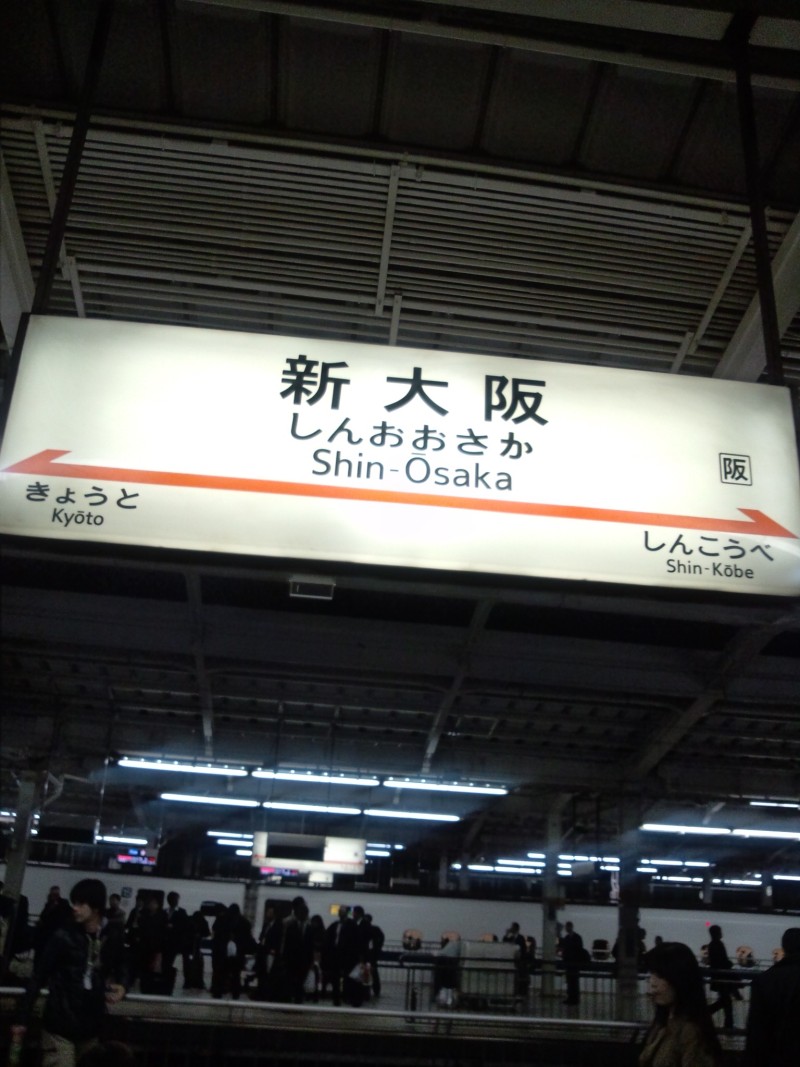 新大阪
しんおおさか
Shin-Ōsaka
阪
きょうと
Kyōto
しんこうべ
Shin-Kōbe